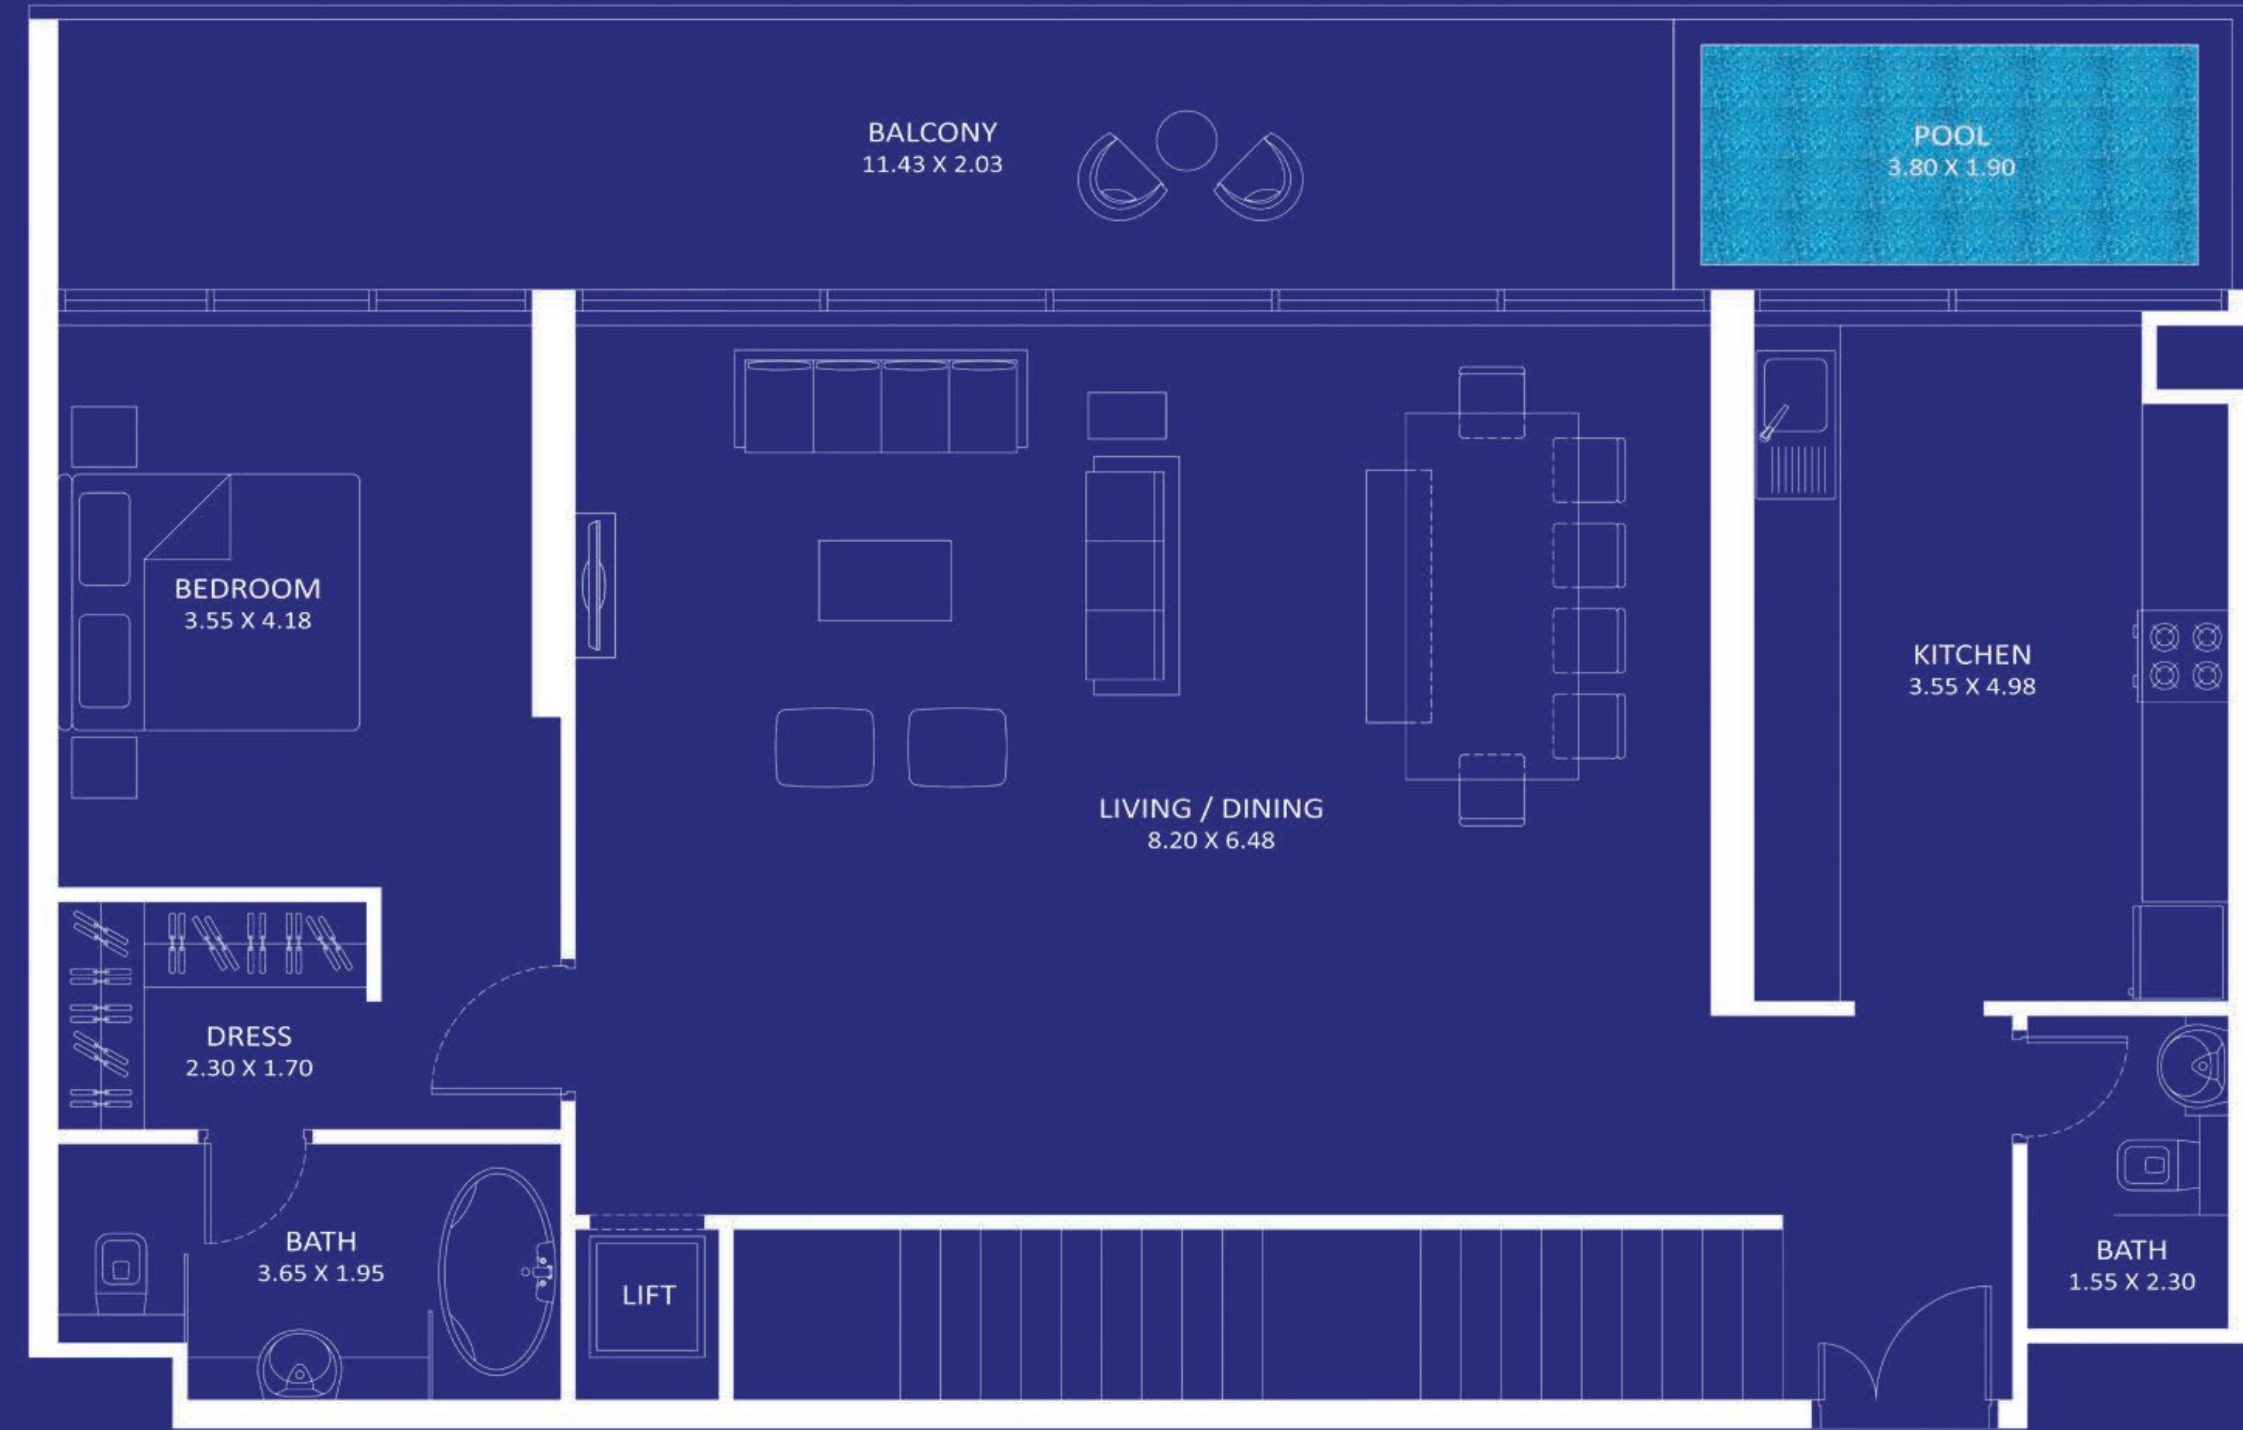 BALCONY
11.43 X 2.03
POOL
3.80 X 1.90
BEDROOM
3.55 X 4.18
KITCHEN
3.55 X 4.98
LIVING / DINING
8.20 X 6.48
DRESS
2.30 X 1.70
BATH
3.65 X 1.95
LIFT
BATH
1.55 X 2.30